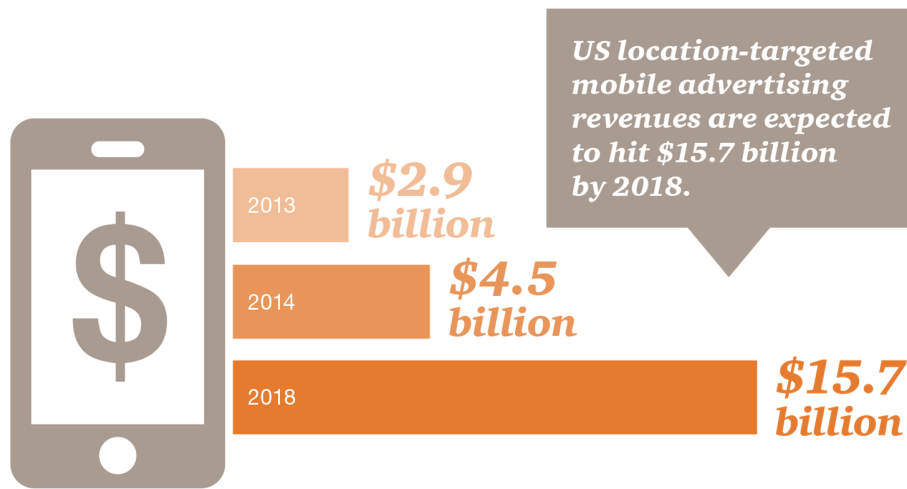 US location-targeted
mobile advertising
revenues are expected
to hit $15.7 billion
by 2018.
$
2013
$2.9
billion
2014
$4.5
billion
2018
$15.7
billion